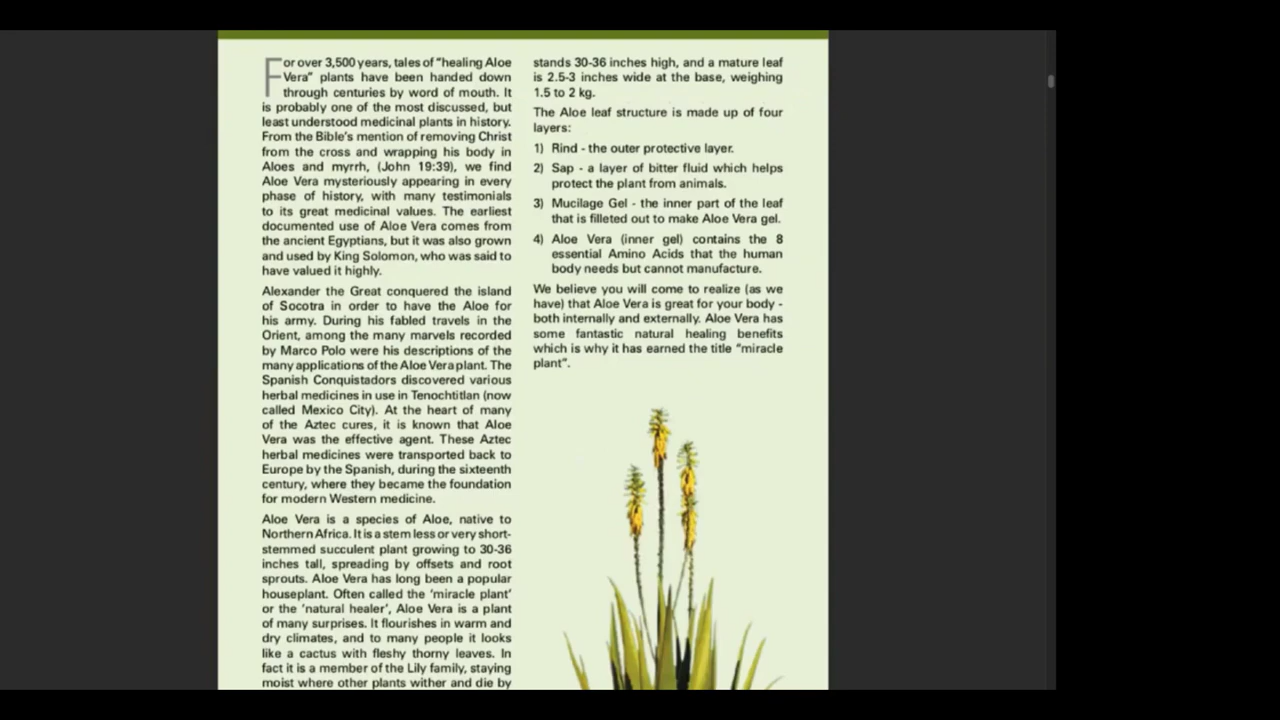 For over 3,500 years, tales of "healing Aloe
Vera" plants have been handed down
through centuries by word of mouth. It
is probably one of the most discussed, but
least understood medicinal plants in history.
From the Bible's mention of removing Christ
from the cross and wrapping his body in
Aloes and myrrh, (John 19:39), we find
Aloe Vera mysteriously appearing in every
phase of history, with many testimonials
to its great medicinal values. The earliest
documented use of Aloe Vera comes from
the ancient Egyptians, but it was also grown
and used by King Solomon, who was said to
have valued it highly.
Alexander the Great conquered the island
of Socotra in order to have the Aloe for
his army. During his fabled travels in the
Orient, among the many marvels recorded
by Marco Polo were his descriptions of the
many applications of the Aloe Vera plant. The
Spanish Conquistadors discovered various
herbal medicines in use in Tenochtitlan (now
called Mexico City). At the heart of many
of the Aztec cures, it is known that Aloe
Vera was the effective agent. These Aztec
herbal medicines were transported back to
Europe by the Spanish, during the sixteenth
century, where they became the foundation
for modern Western medicine.
Aloe Vera is a species of Aloe, native to
Northern Africa. It is a stem less or very short-
stemmed succulent plant growing to 30-36
inches tall, spreading by offsets and root
sprouts. Aloe Vera has long been a popular
houseplant. Often called the 'miracle plant'
or the 'natural healer', Aloe Vera is a plant
of many surprises. It flourishes in warm and
dry climates, and to many people it looks
like a cactus with fleshy thorny leaves. In
fact it is a member of the Lily family, staying
moist where other plants wither and die by
stands 30-36 inches high, and a mature leaf
is 2.5-3 inches wide at the base, weighing
1.5 to 2 kg.
The Aloe leaf structure is made up of four
layers:
1) Rind - the outer protective layer.
2) Sap - a layer of bitter fluid which helps
protect the plant from animals.
3) Mucilage Gel - the inner part of the leaf
that is filleted out to make Aloe Vera gel.
4) Aloe Vera (inner gel) contains the 8
essential Amino Acids that the human
body needs but cannot manufacture.
We believe you will come to realize (as we
have) that Aloe Vera is great for your body -
both internally and externally. Aloe Vera has
some fantastic natural healing benefits
which is why it has earned the title "miracle
plant".